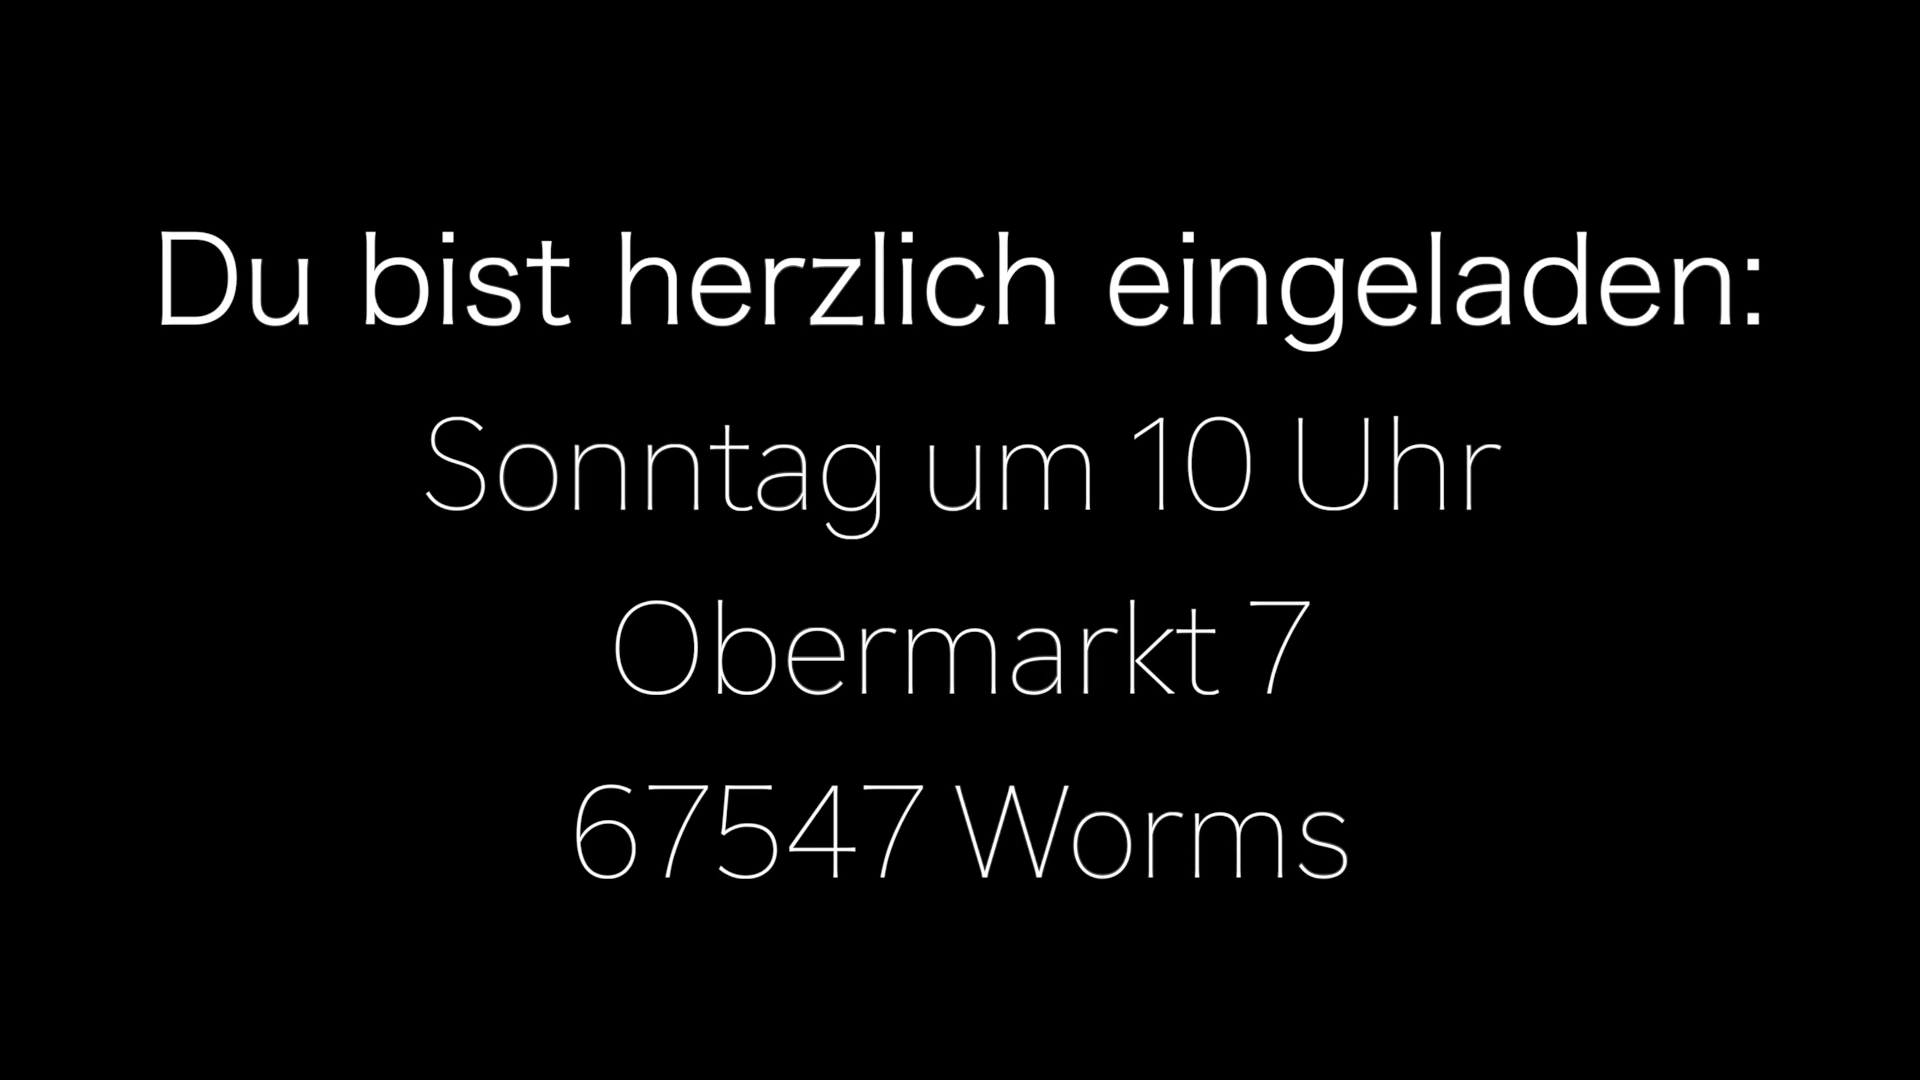 Du bist herzlich eingeladen:
Sonntag um 10 Uhr
Obermarkt 7
67547 Worms